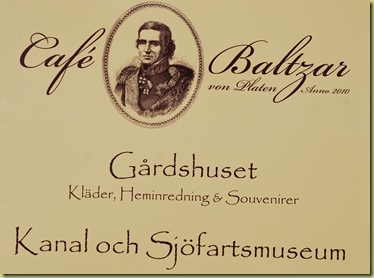 Café Baltzar
von Platen Anno 2010
Gårdshuset
Kläder, Heminredning & Souvenirer
Kanal och Sjöfartsmuseum